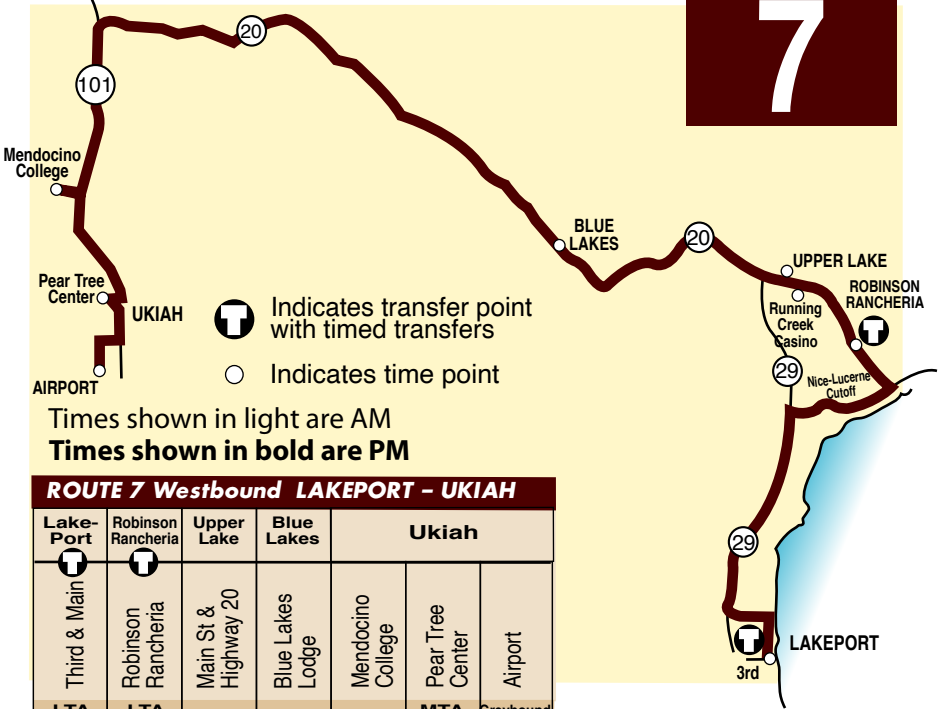 7
20
101
Mendocino
College
BLUE
LAKES
20
UPPER LAKE
ROBINSON
RANCHERIA
T
Running
Creek
Casino
Pear Tree
Center
UKIAH
AIRPORT
T Indicates transfer point
with timed transfers
Indicates time point
29
Nice-Lucerne
Cutoff
Times shown in light are AM
Times shown in bold are PM
29
T
3rd
LAKEPORT
ROUTE 7 Westbound LAKEPORT – UKIAH
Lake-
Port
Robinson
Rancheria
Upper
Lake
Blue
Lakes
Ukiah
T
T
Third & Main
Robinson
Rancheria
Main St &
Highway 20
Blue Lakes
Lodge
Mendocino
College
Pear Tree
Center
Airport
LTA
LTA
MTA
Greyhound